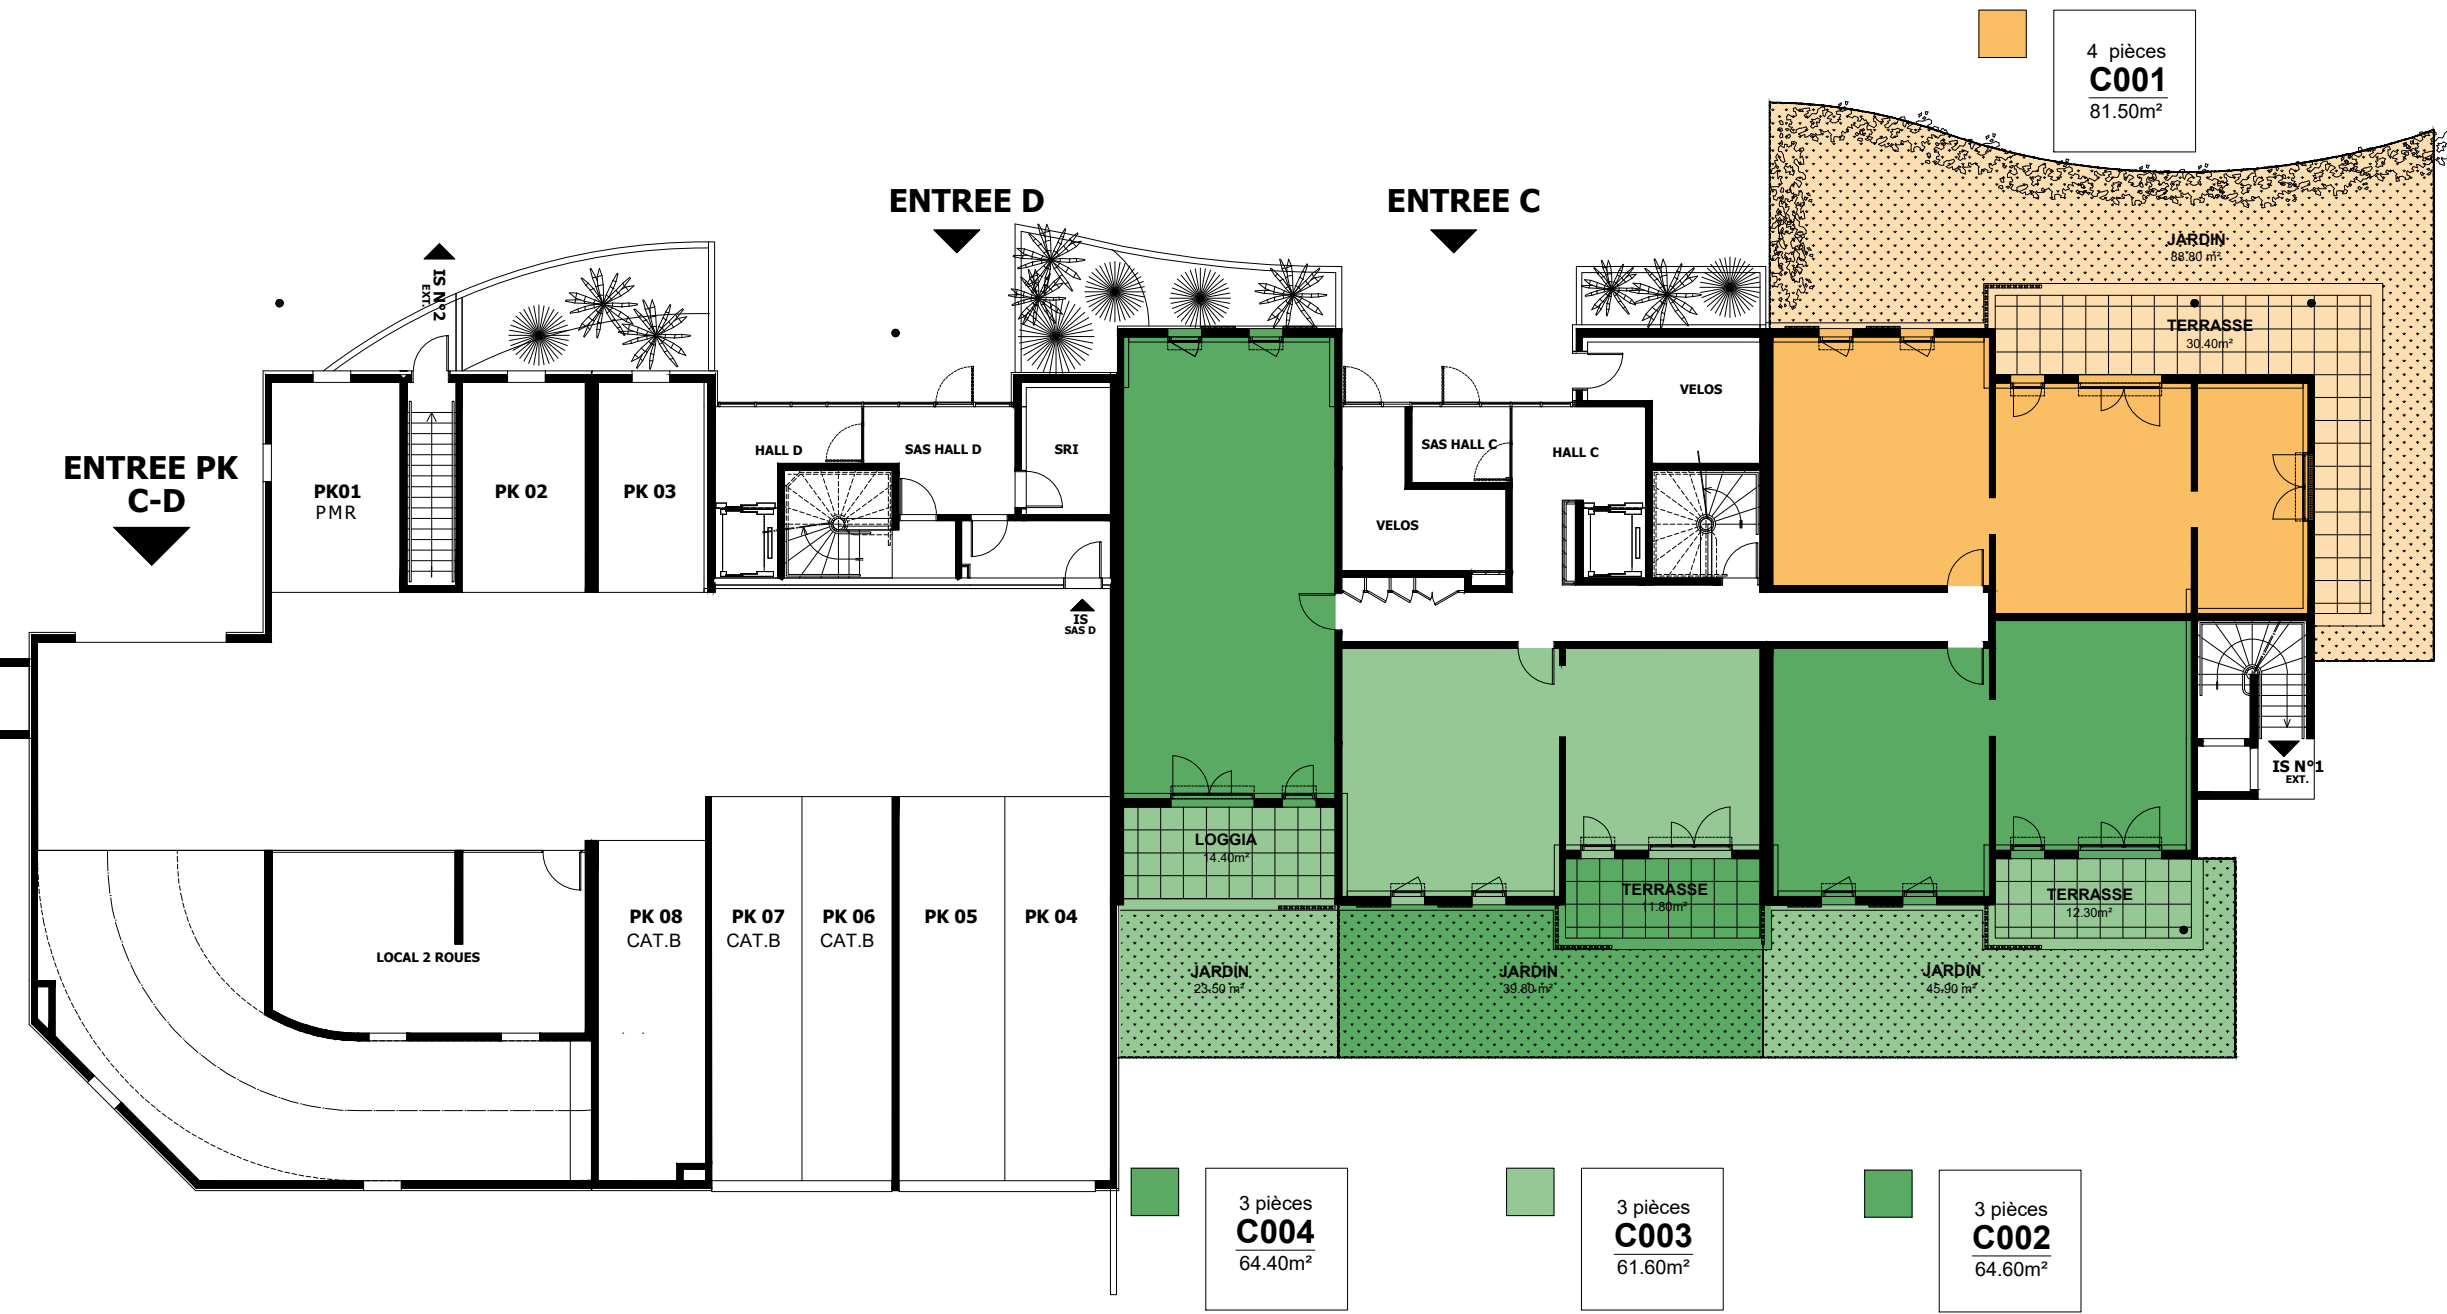 4 pièces
C001
81.50m²
ENTREE D
ENTREE C
JARDIN
88.80 m²
IS N°2
EXT.
TERRASSE
30.40m²
VELOS
HALL D
SAS HALL D
SRI
SAS HALL C
HALL C
ENTREE PK
C-D
PK01
PMR
PK 02
PK 03
VELOS
IS
SAS D
IS N°1
EXT.
LOGGIA
14.40m²
TERRASSE
11.80m²
TERRASSE
12.30m²
PK 08
CAT.B
PK 07
CAT.B
PK 06
CAT.B
PK 05
PK 04
LOCAL 2 ROUES
JARDIN
23.50 m²
JARDIN
39.80 m²
JARDIN
45.90 m²
3 pièces
C004
64.40m²
3 pièces
C003
61.60m²
3 pièces
C002
64.60m²